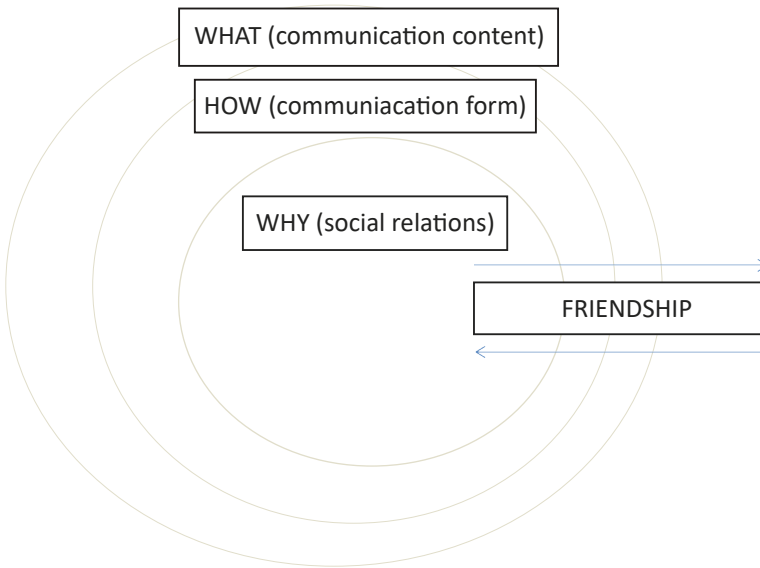 WHAT (communication content)
HOW (communiacation form)
WHY (social relations)
FRIENDSHIP